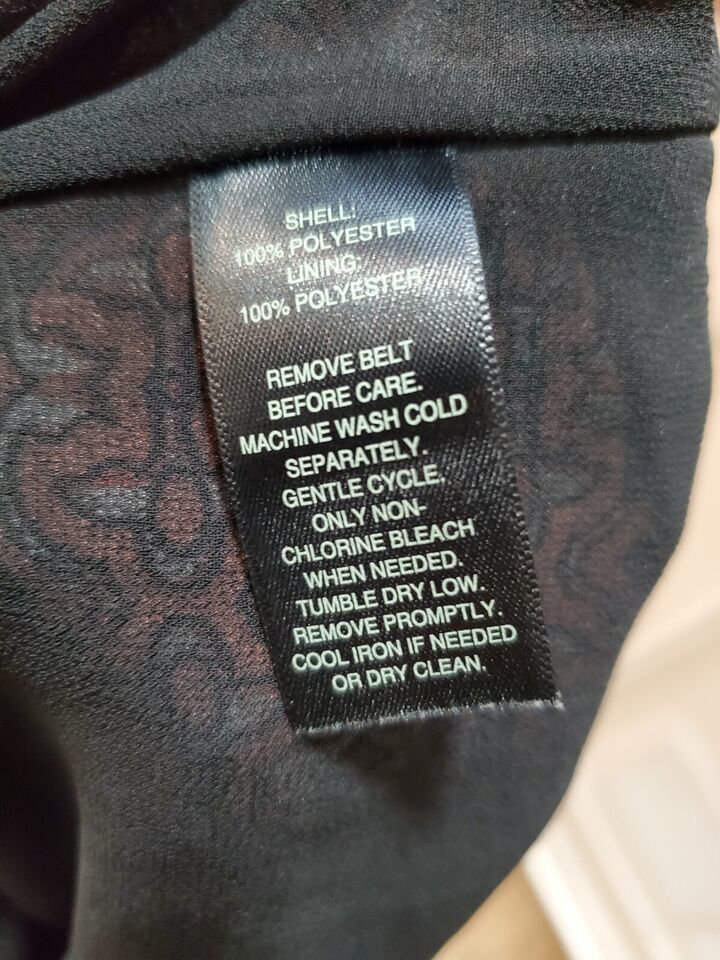 SHELL:
100% POLYESTER
LINING:
100% POLYESTER
REMOVE BELT
BEFORE CARE.
MACHINE WASH COLD
SEPARATELY.
GENTLE CYCLE.
ONLY NON-
CHLORINE BLEACH
WHEN NEEDED.
TUMBLE DRY LOW.
REMOVE PROMPTLY.
COOL IRON IF NEEDED
OR DRY CLEAN.